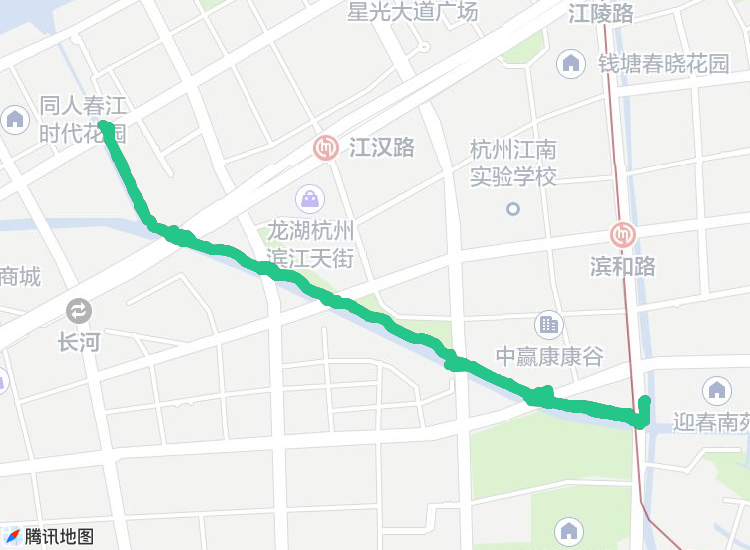 星光大道广场
江陵路
钱塘春晓花园
同人春江
时代花园
江汉路
杭州江南
实验学校
龙湖杭州
滨江天街
滨和路
商城
长河
中赢康康谷
迎春南苑
腾讯地图